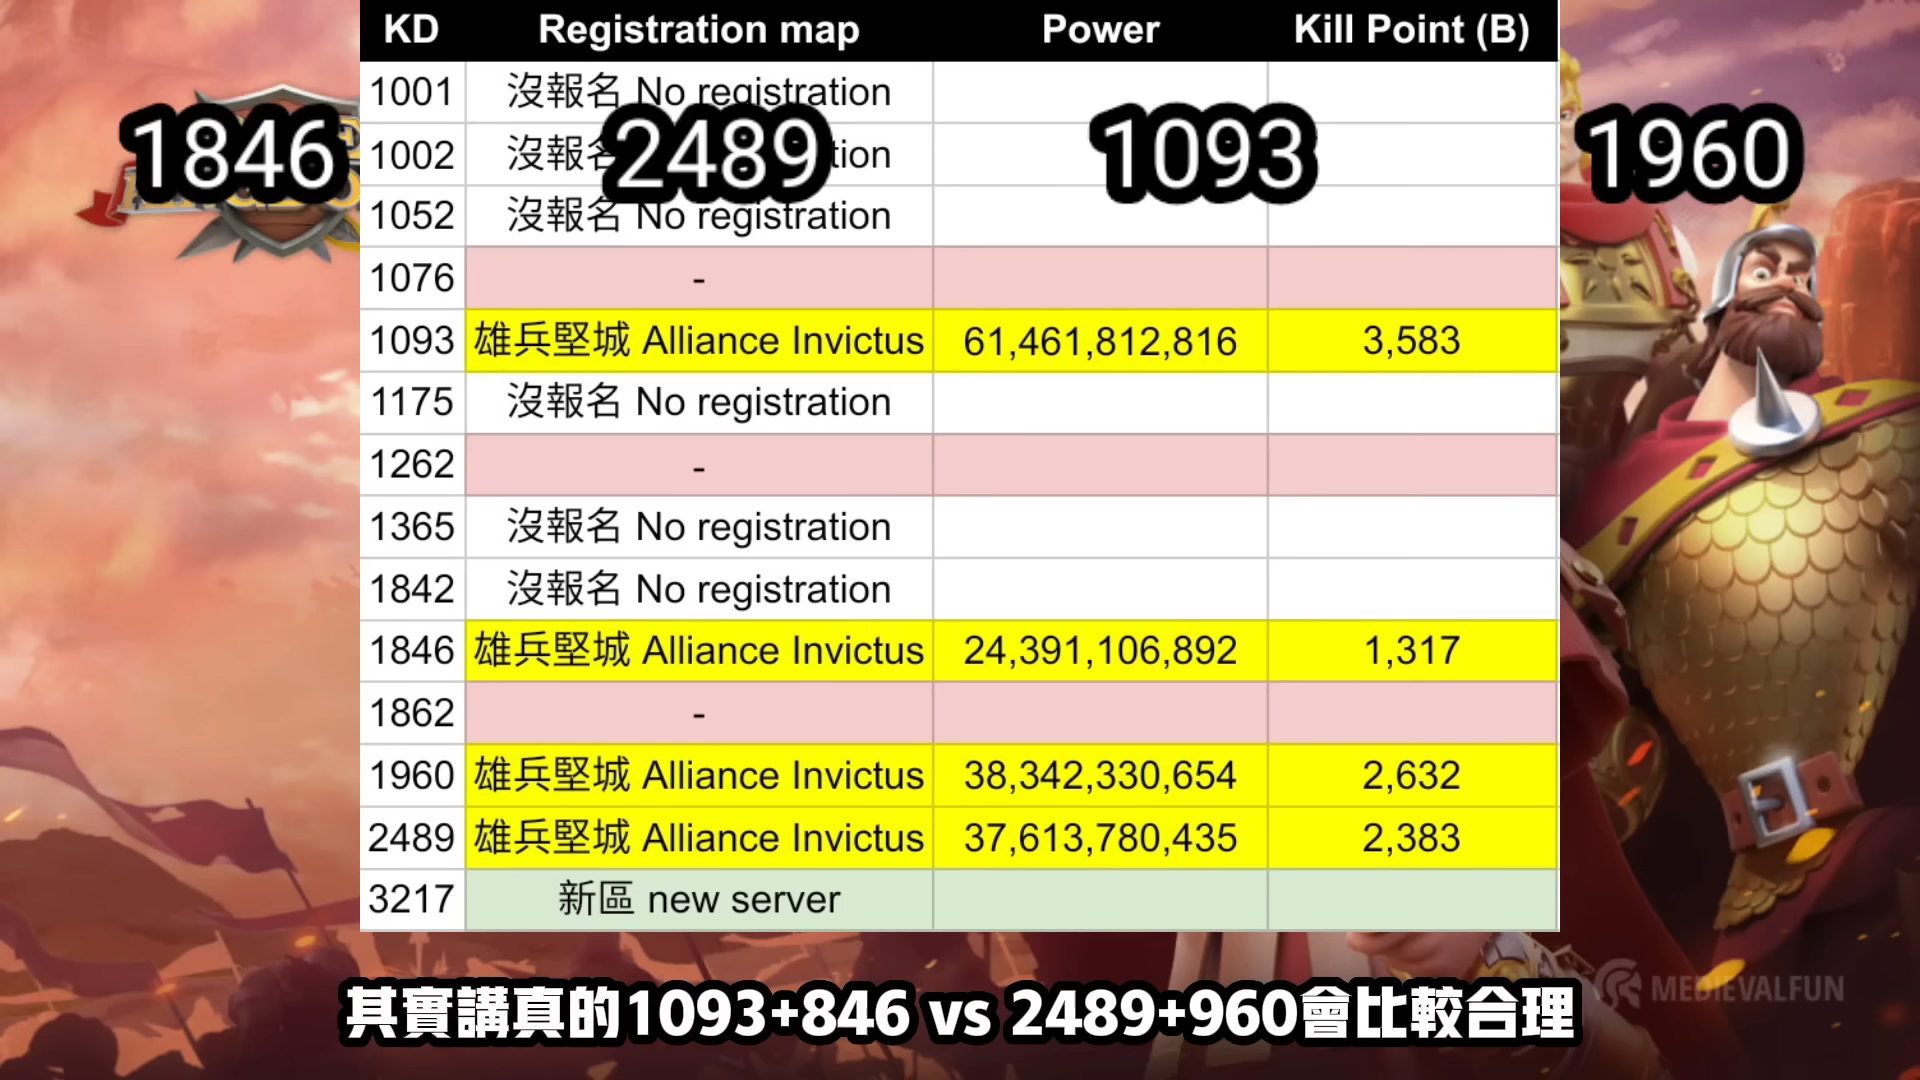 KD Registration map Power Kill Point (B)
1001 沒報名 No registration
1846 2489 1093 1960
1002 沒報名 tion
1052 沒報名 No registration
1076 -
1093 雄兵堅城 Alliance Invictus 61,461,812,816 3,583
1175 沒報名 No registration
1262 -
1365 沒報名 No registration
1842 沒報名 No registration
1846 雄兵堅城 Alliance Invictus 24,391,106,892 1,317
1862 -
1960 雄兵堅城 Alliance Invictus 38,342,330,654 2,632
2489 雄兵堅城 Alliance Invictus 37,613,780,435 2,383
3217 新區 new server
MEDIEVALFUN
其實講真的1093+846 vs 2489+960會比較合理